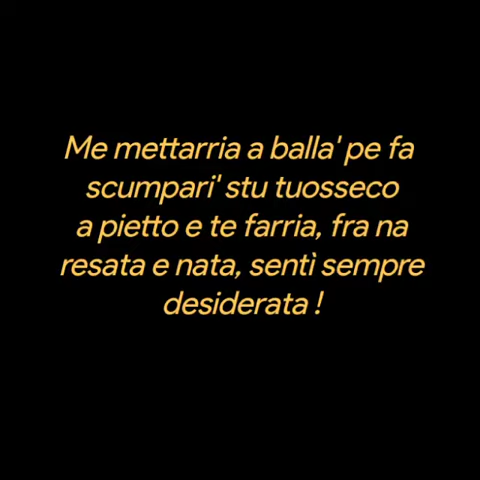 Me mettarria a balla' pe fa
scumpari' stu tuosseco
a pietto e te farria, fra na
resata e nata, sentì sempre
desiderata !